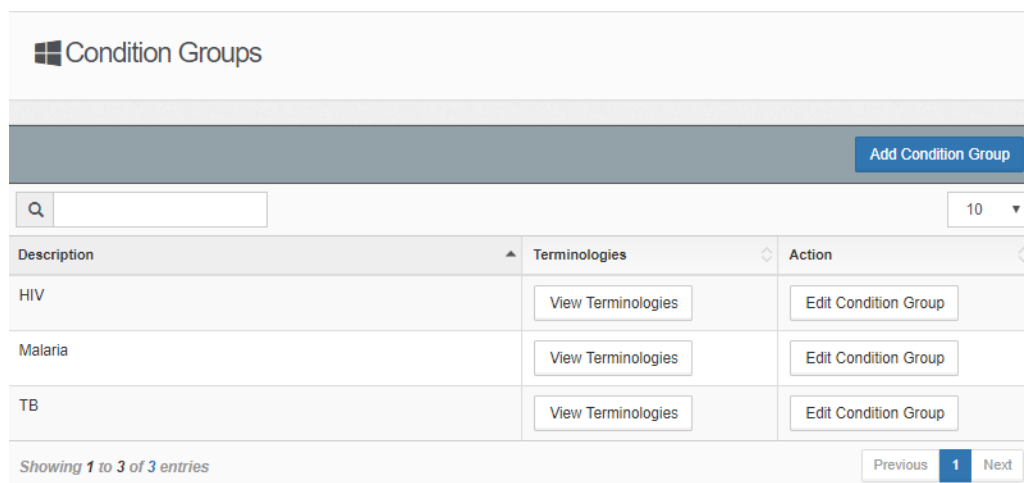 Condition Groups
Add Condition Group
10
Description Terminologies Action
HIV View Terminologies Edit Condition Group
Malaria View Terminologies Edit Condition Group
TB View Terminologies Edit Condition Group
Showing 1 to 3 of 3 entries Previous 1 Next